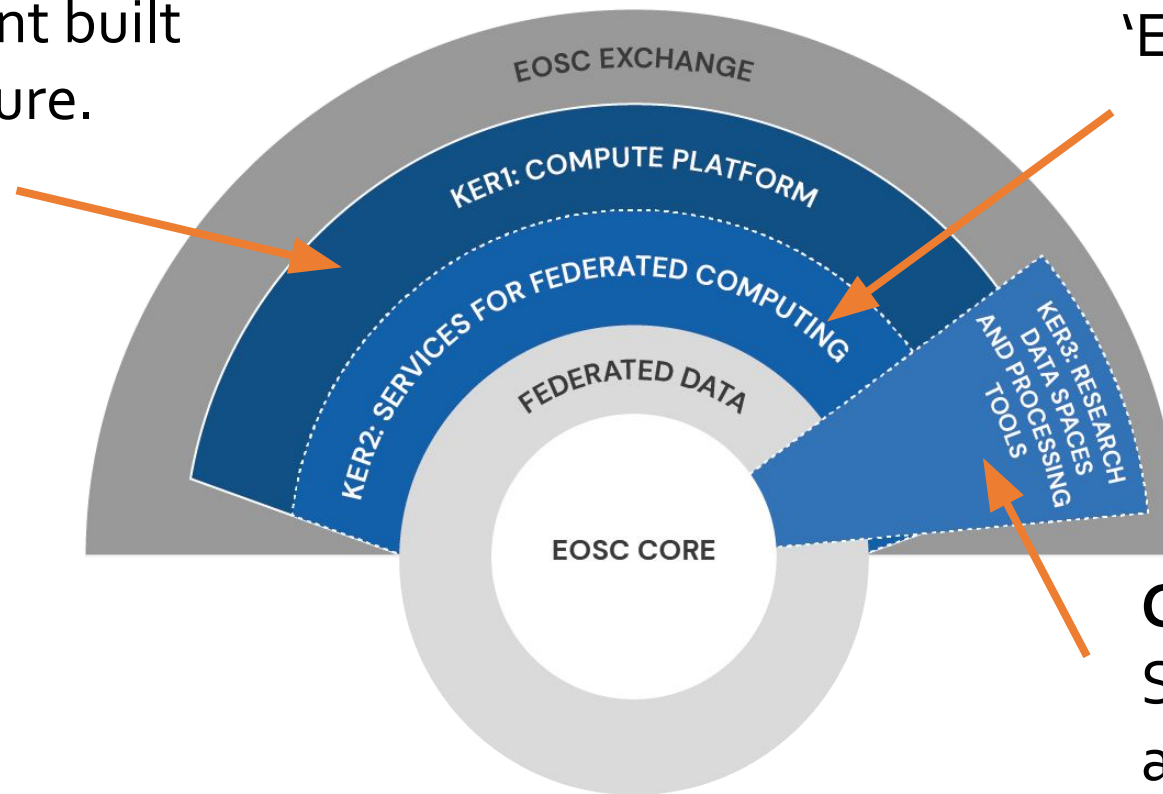 nt built
ure.
‘E
EOSC EXCHANGE
KER1: COMPUTE PLATFORM
KER2: SERVICES FOR FEDERATED COMPUTING
FEDERATED DATA
KER3: RESEARCH
DATA SPACES
AND PROCESSING
TOOLS
EOSC CORE
S
a